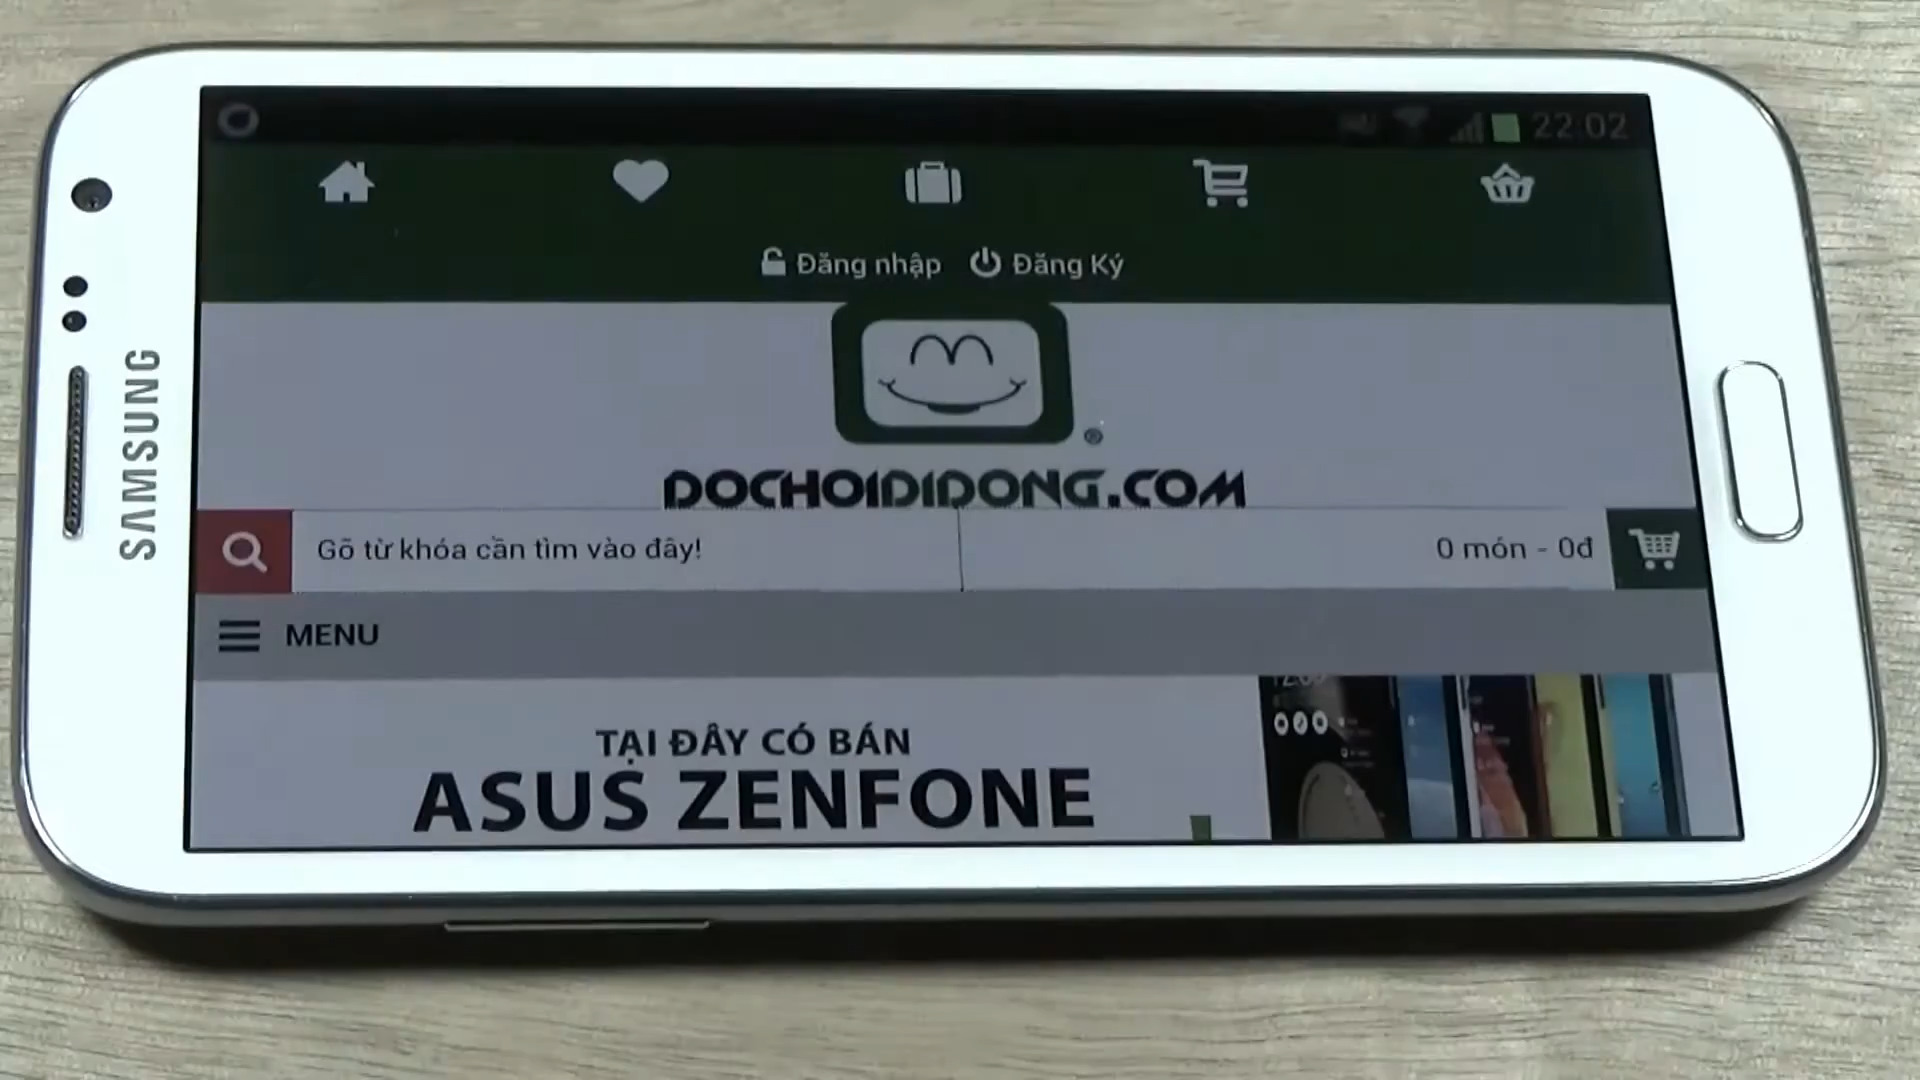 22:02
Đăng nhập Đăng Ký
®
DOCHOIDIDONG.COM
Gõ từ khóa cần tìm vào đây!
0 món - 0đ
MENU
TẠI ĐÂY CÓ BÁN
ASUS ZENFONE
SAMSUNG